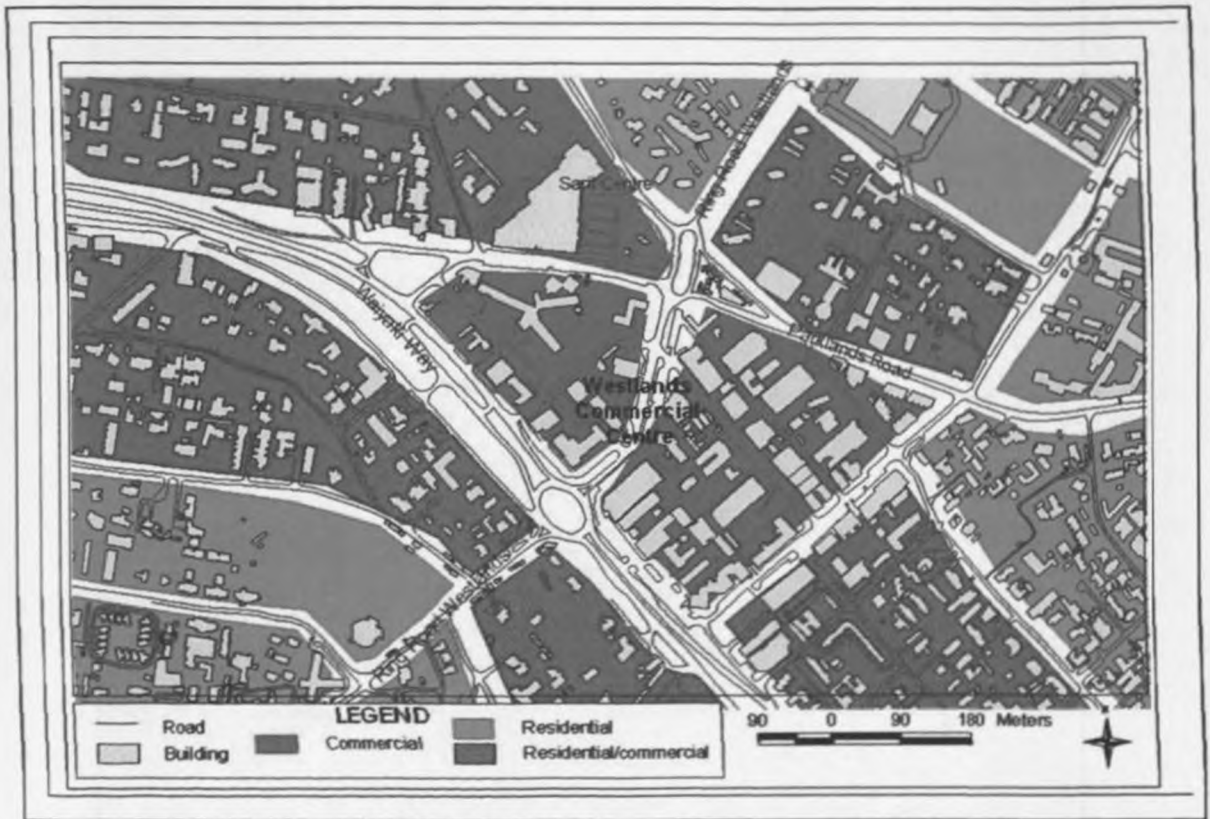 Ring Road Westlands
Sarit Centre
Waiyaki Way
Road
Westlands
Commercial
Centre
Ring Road Westlands
LEGEND
Road
Building
Commercial
Residential
Residential/commercial
90 0 90 180 Meters